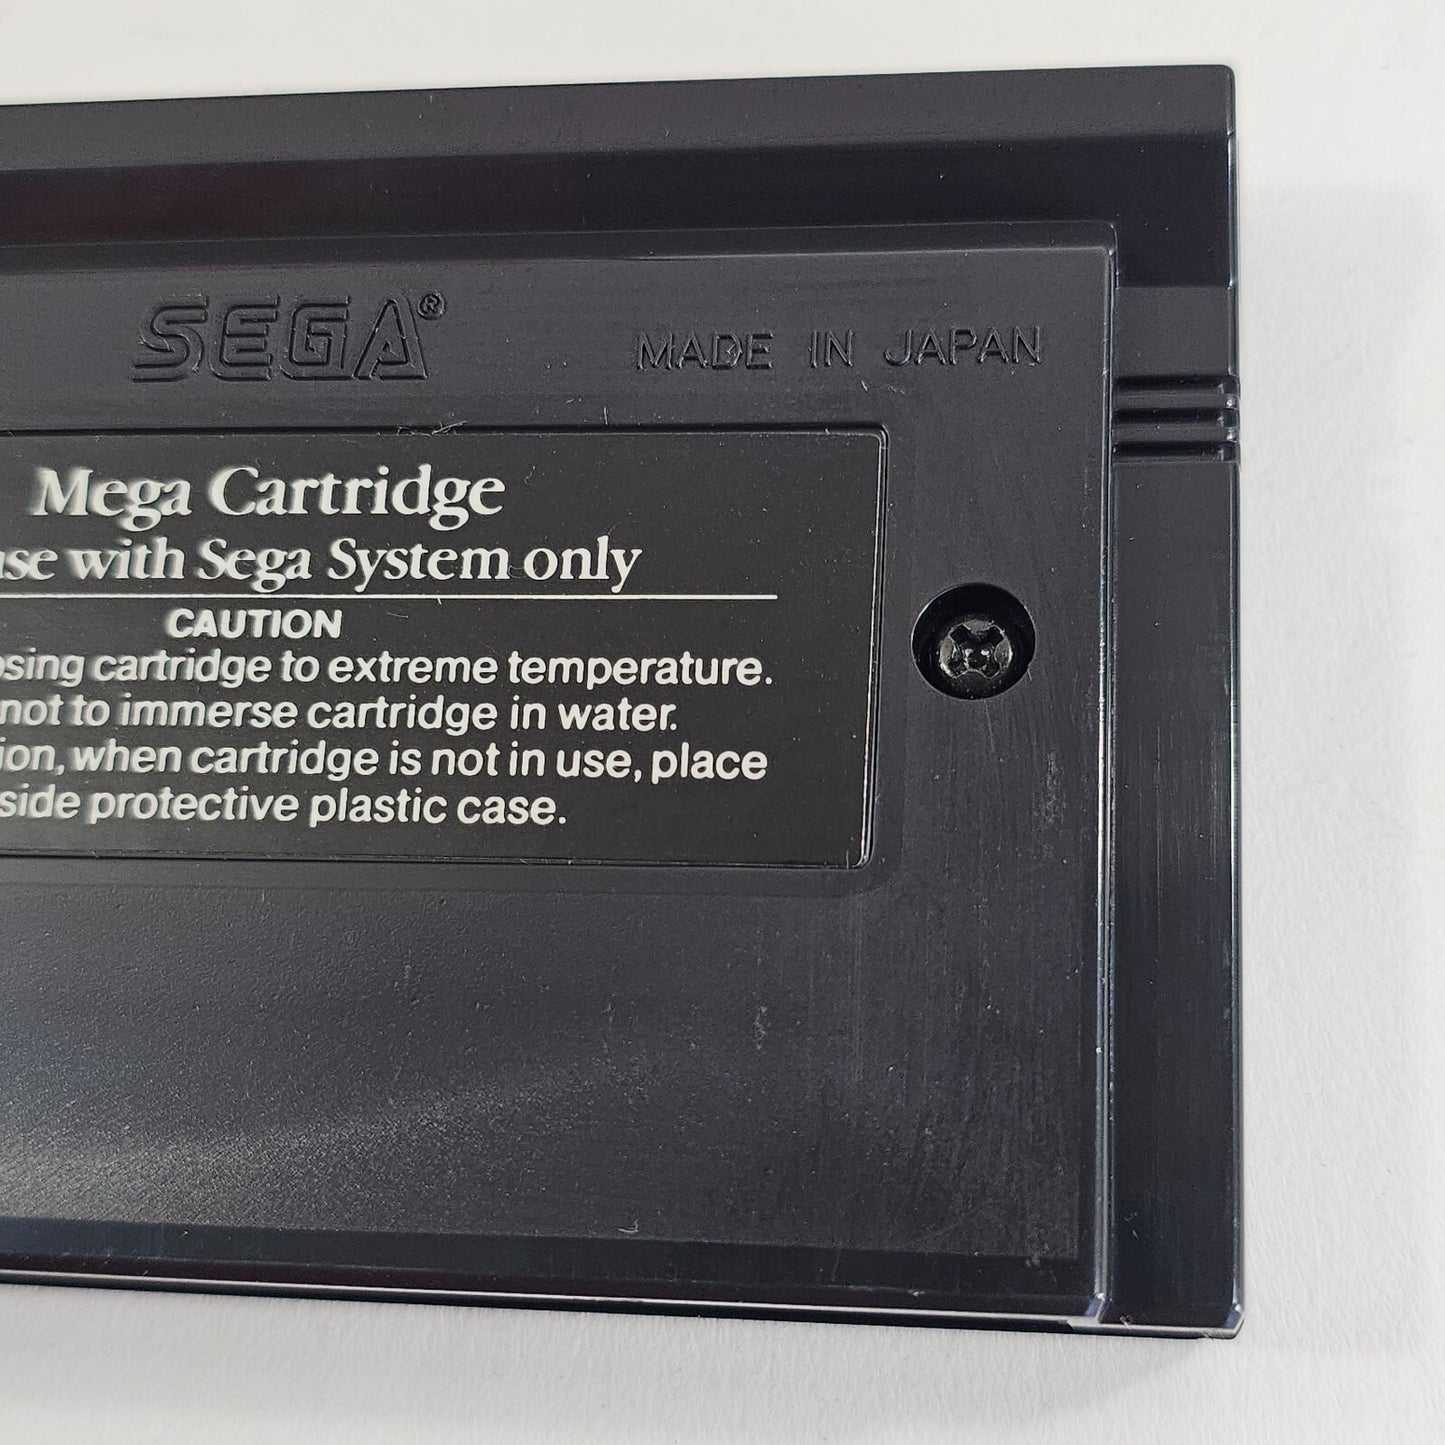 SEGA® MADE IN JAPAN
Mega Cartridge
use with Sega System only
CAUTION
osing cartridge to extreme temperature.
not to immerse cartridge in water.
ion, when cartridge is not in use, place
side protective plastic case.